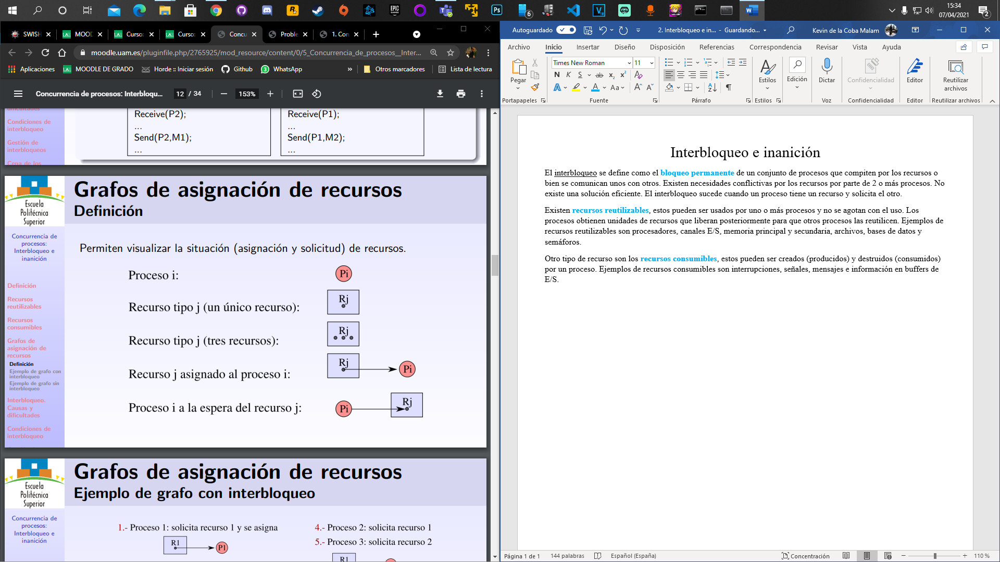 15:34
07/04/2021
6
2
SWISH
MOOD
Curso:
Curso:
Concu
Proble
1. Con
moodle.uam.es/pluginfile.php/2765925/mod_resource/content/0/5_Concurrencia_de_procesos__Inter...
Aplicaciones
MOODLE DE GRADO
Horde :: Iniciar sesión
Github
WhatsApp
»
Otros marcadores
Lista de lectura
Concurrencia de procesos: Interbloqu...
12 / 34
153%
Condiciones de
interbloqueo
Gestión de
interbloqueos
Cena de los
Receive(P2);
...
Send(P2,M1);
...
Receive(P1);
...
Send(P1,M2);
...
Escuela
Politécnica
Superior
Concurrencia de
procesos:
Interbloqueo e
inanición
Definición
Recursos
reutilizables
Recursos
consumibles
Grafos de
asignación de
recursos
Definición
Ejemplo de grafo con
interbloqueo
Ejemplo de grafo sin
interbloqueo
Interbloqueo.
Causas y
dificultades
Condiciones de
interbloqueo
Grafos de asignación de recursos
Definición
Permiten visualizar la situación (asignación y solicitud) de recursos.
Proceso i:
Pi
Recurso tipo j (un único recurso):
Rj
Recurso tipo j (tres recursos):
Rj
Recurso j asignado al proceso i:
Rj
Pi
Proceso i a la espera del recurso j:
Pi
Rj
Escuela
Politécnica
Superior
Concurrencia de
procesos:
Interbloqueo e
inanición
Grafos de asignación de recursos
Ejemplo de grafo con interbloqueo
1.- Proceso 1: solicita recurso 1 y se asigna
R1
P1
4.- Proceso 2: solicita recurso 1
5.- Proceso 3: solicita recurso 2
R1
Autoguardado
2. Interbloqueo e in... - Guardando...
Kevin de la Coba Malam
Archivo
Inicio
Insertar
Diseño
Disposición
Referencias
Correspondencia
Revisar
Vista
Ayuda
Pegar
Times New Roman
11
N K S ab x₂ x²
A A Aa A A
Estilos
Edición
Dictar
Confidencialidad
Editor
Reutilizar
archivos
Portapapeles
Fuente
Párrafo
Estilos
Voz
Confidencialidad
Editor
Reutilizar archivos
Interbloqueo e inanición
El interbloqueo se define como el bloqueo permanente de un conjunto de procesos que compiten por los recursos o
bien se comunican unos con otros. Existen necesidades conflictivas por los recursos por parte de 2 o más procesos. No
existe una solución eficiente. El interbloqueo sucede cuando un proceso tiene un recurso y solicita el otro.
Existen recursos reutilizables, estos pueden ser usados por uno o más procesos y no se agotan con el uso. Los
procesos obtienen unidades de recursos que liberan posteriormente para que otros procesos las reutilicen. Ejemplos de
recursos reutilizables son procesadores, canales E/S, memoria principal y secundaria, archivos, bases de datos y
semáforos.
Otro tipo de recurso son los recursos consumibles, estos pueden ser creados (producidos) y destruidos (consumidos)
por un proceso. Ejemplos de recursos consumibles son interrupciones, señales, mensajes e información en buffers de
E/S.
Página 1 de 1
144 palabras
Español (España)
Concentración
110 %